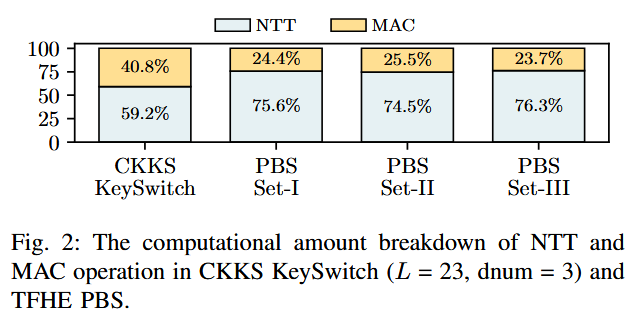 NTT MAC
100
75
50
25
0
40.8% 24.4% 25.5% 23.7%
59.2% 75.6% 74.5% 76.3%
CKKS PBS PBS PBS
KeySwitch Set-I Set-II Set-III
Fig. 2: The computational amount breakdown of NTT and
MAC operation in CKKS KeySwitch (L = 23, dnum = 3) and
TFHE PBS.